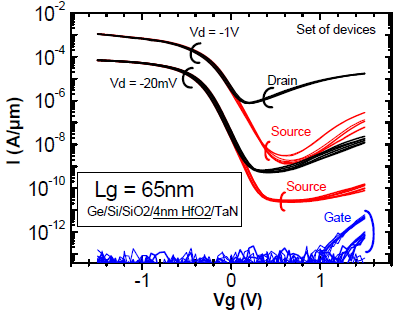 10⁻²
10⁻⁴
10⁻⁶
10⁻⁸
10⁻¹⁰
10⁻¹²
I (A/μm)
Vd = -1V
Set of devices
Vd = -20mV
Drain
Source
Source
Lg = 65nm
Ge/Si/SiO2/4nm HfO2/TaN
Gate
-1
0
1
Vg (V)